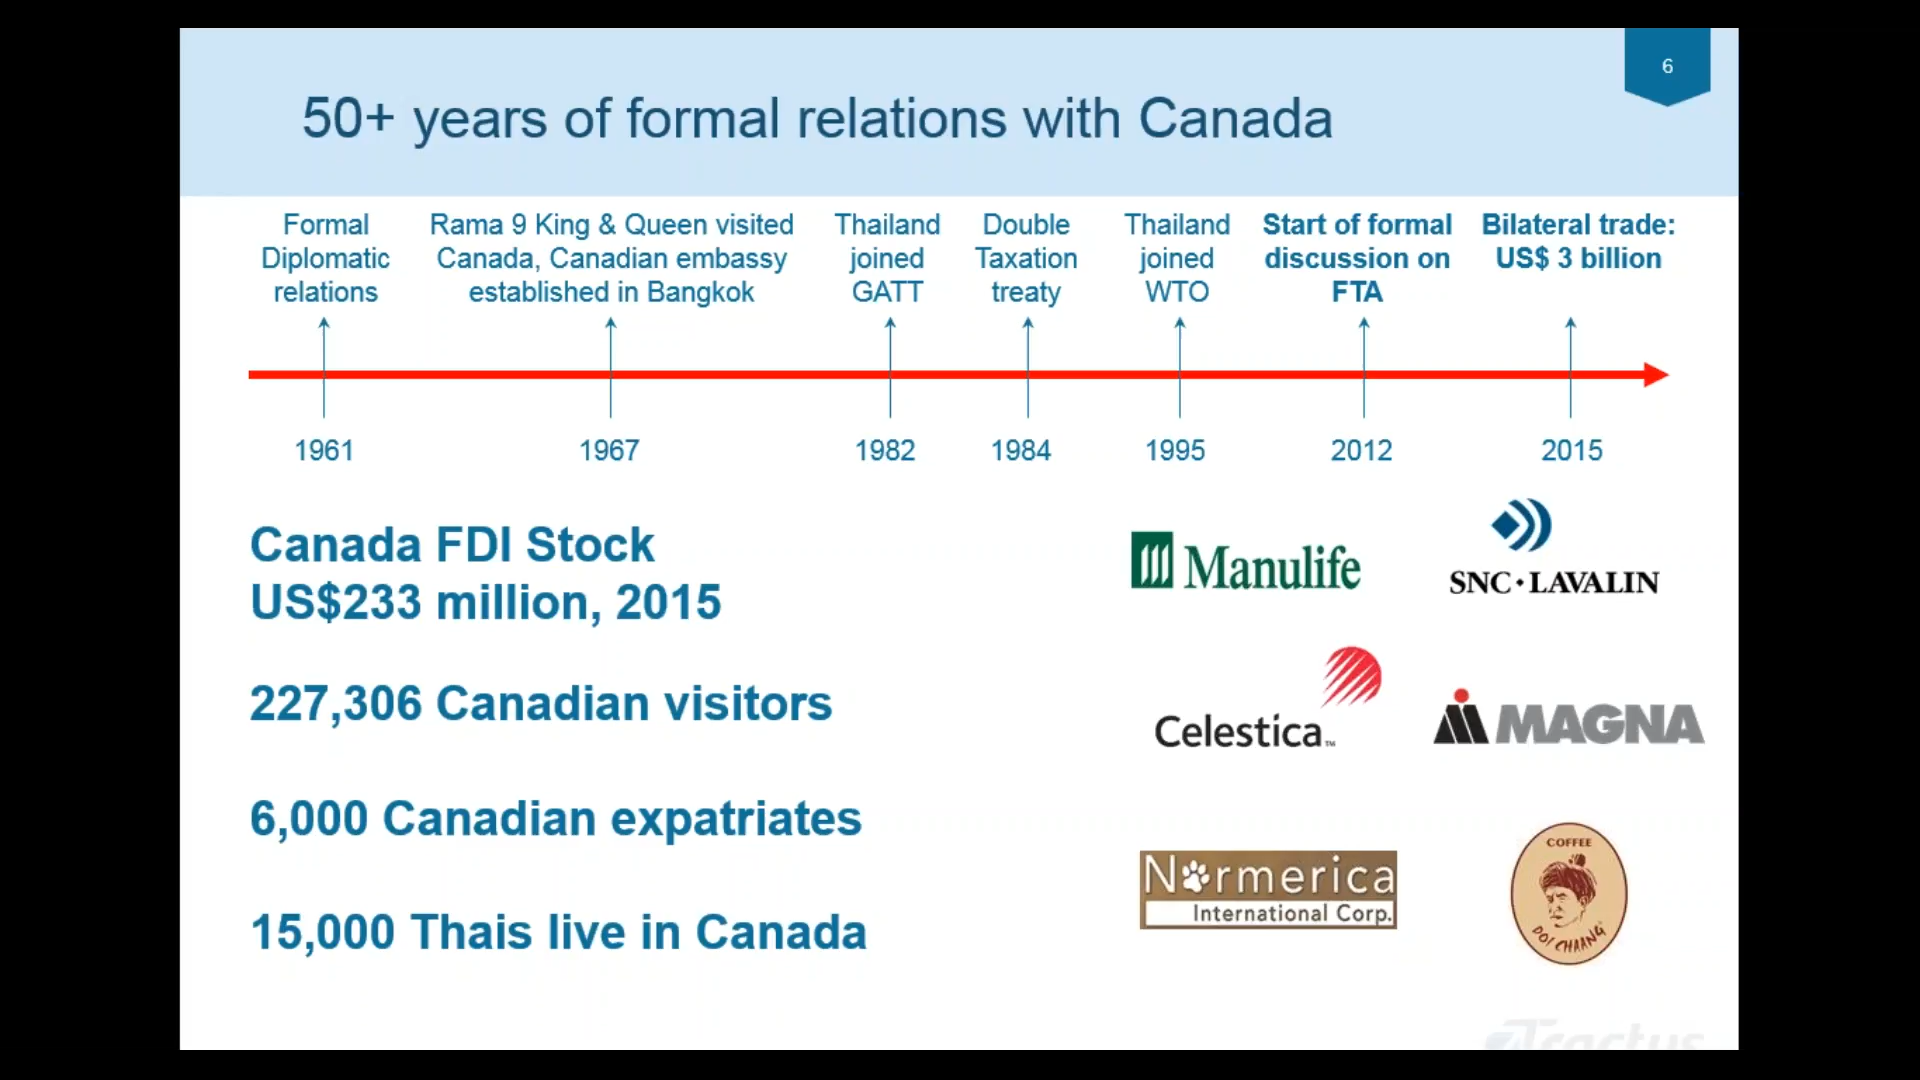 6
50+ years of formal relations with Canada
Formal
Diplomatic
relations
Rama 9 King & Queen visited
Canada, Canadian embassy
established in Bangkok
Thailand
joined
GATT
Double
Taxation
treaty
Thailand
joined
WTO
Start of formal
discussion on
FTA
Bilateral trade:
US$ 3 billion
1961
1967
1982
1984
1995
2012
2015
Canada FDI Stock
US$233 million, 2015
227,306 Canadian visitors
6,000 Canadian expatriates
15,000 Thais live in Canada
Manulife
SNC·LAVALIN
Celestica™
MAGNA
Normerica
International Corp.
COFFEE
DOI CHAANG
Tractus